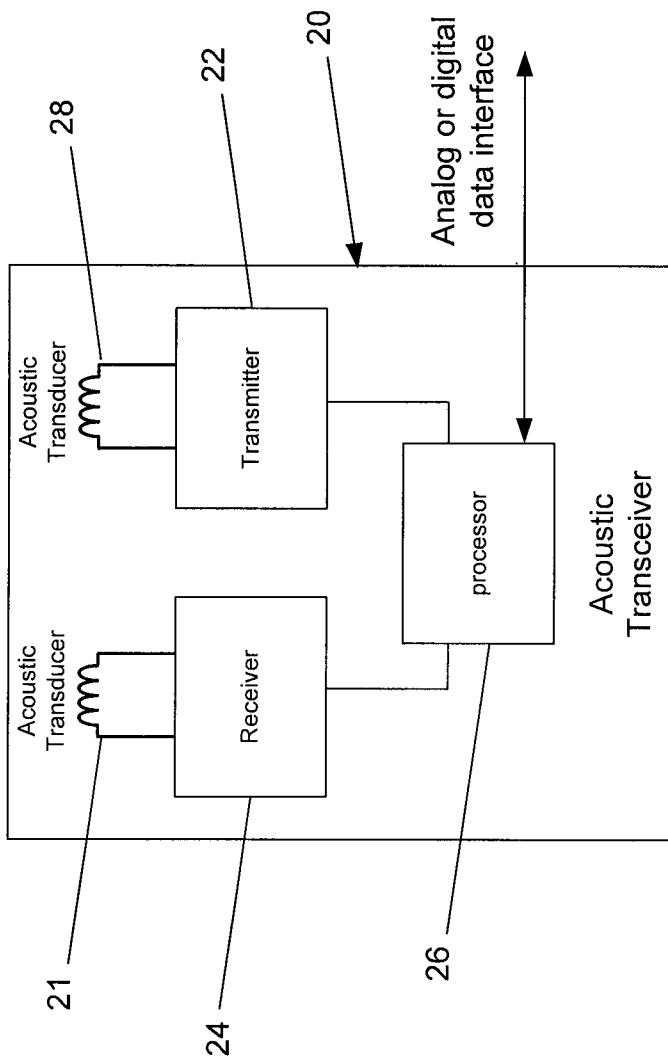 Acoustic
Transducer
21
Receiver
24
Acoustic
Transducer
28
Transmitter
22
processor
26
Acoustic
Transceiver
20
Analog or digital
data interface